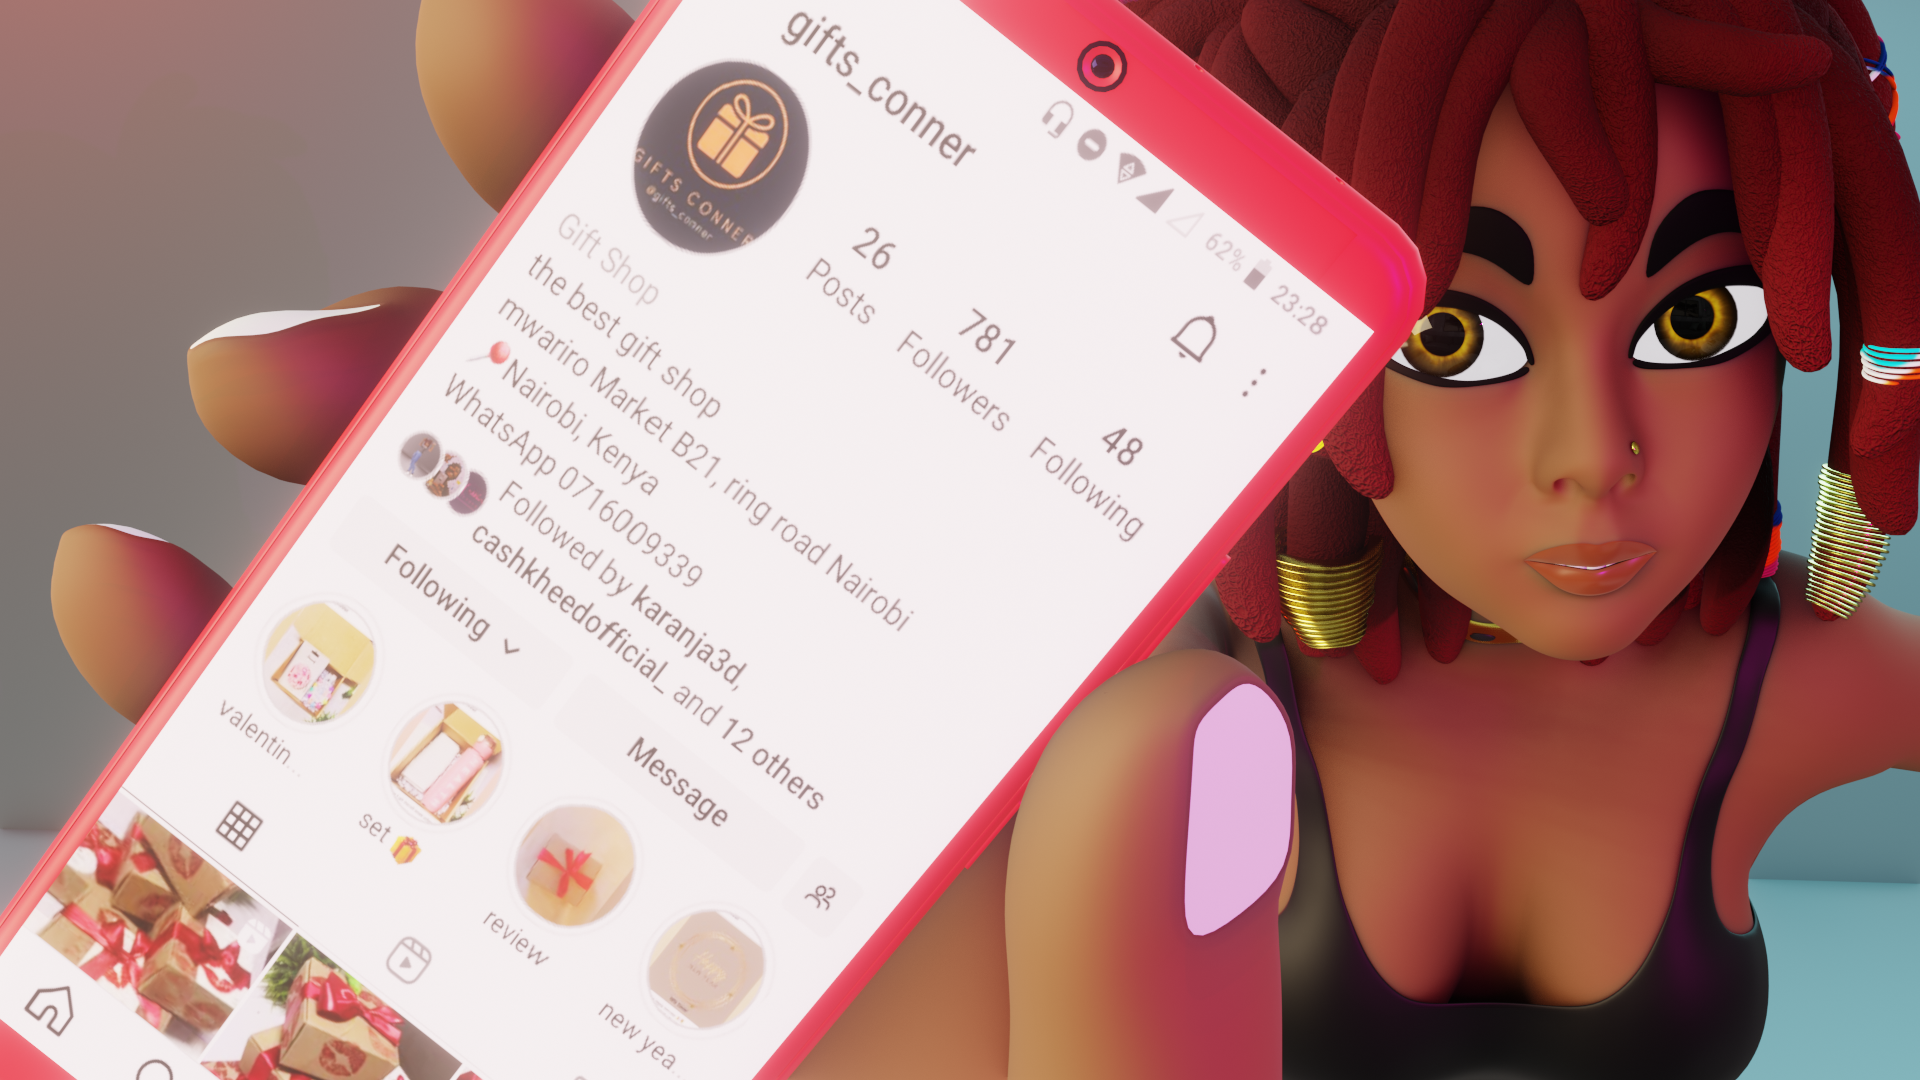 gifts_conner
62% 23:28
GIFTS CONNER
@gifts_conner
26
Posts
781
Followers
48
Following
Gift Shop
the best gift shop
mwariro Market B21, ring road Nairobi
📍Nairobi, Kenya
WhatsApp 0716009339
Followed by karanja3d,
cashkheedofficial_ and 12 others
Following
Message
valentin...
set 🎁
review
new yea...